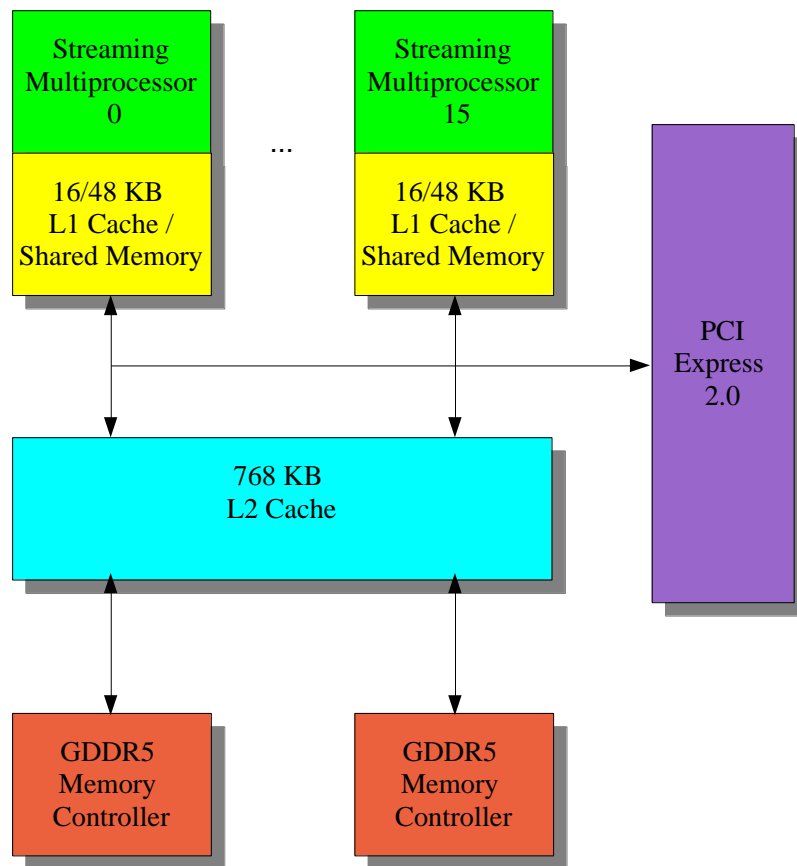 Streaming
Multiprocessor
0
Streaming
Multiprocessor
15
...
16/48 KB
L1 Cache /
Shared Memory
16/48 KB
L1 Cache /
Shared Memory
PCI
Express
2.0
768 KB
L2 Cache
GDDR5
Memory
Controller
GDDR5
Memory
Controller